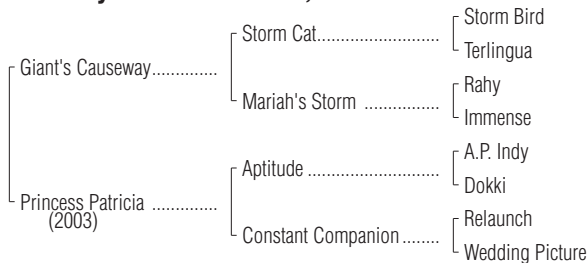 Storm Bird
Storm Cat....................
Terlingua
Giant's Causeway..............
Rahy
Mariah's Storm ................
Immense
A.P. Indy
Aptitude ........................
Dokki
Princess Patricia ..............
(2003)
Relaunch
Constant Companion........
Wedding Picture